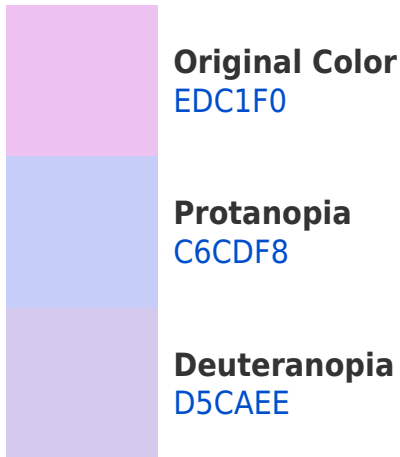 Original Color
EDC1F0
Protanopia
C6CDF8
Deuteranopia
D5CAEE